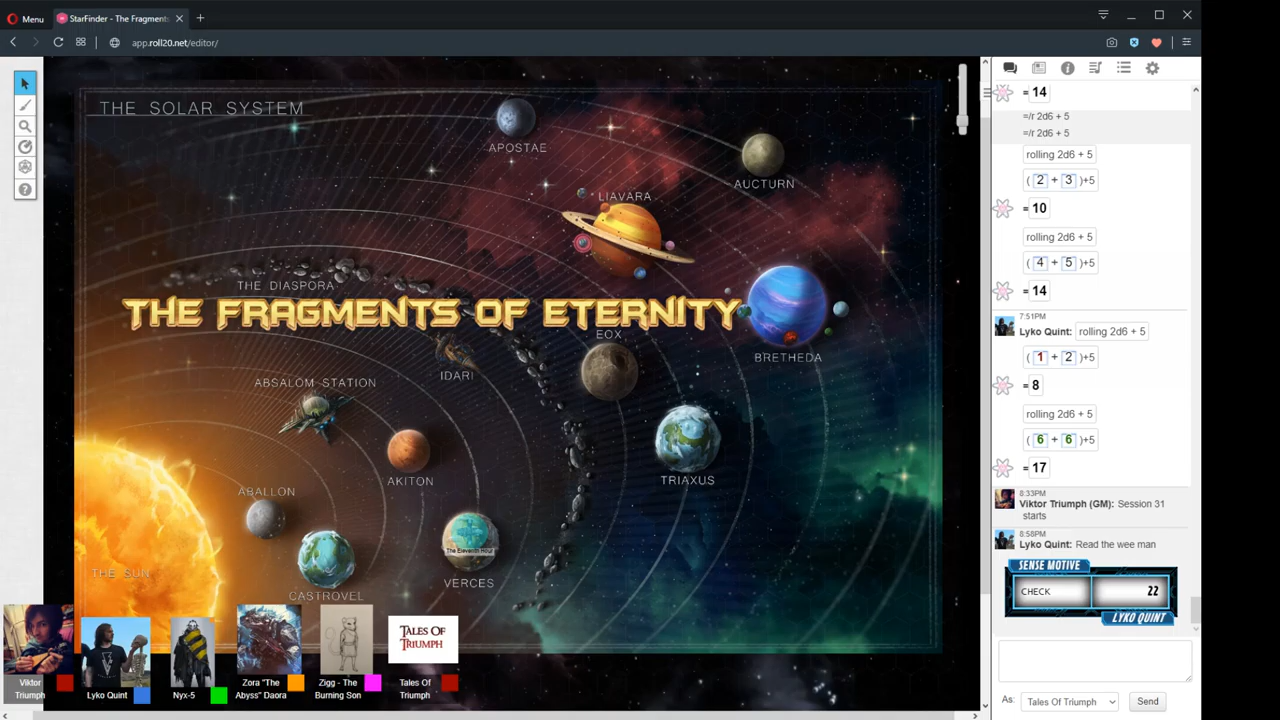 Menu
StarFinder - The Fragments
app.roll20.net/editor/
THE SOLAR SYSTEM
APOSTAE
AUCTURN
LIAVARA
THE DIASPORA
THE FRAGMENTS OF ETERNITY
EOX
BRETHEDA
IDARI
ABSALOM STATION
AKITON
TRIAXUS
ABALLON
The Eleventh Hour
VERCES
THE SUN
CASTROVEL
TALES OF
TRIUMPH
Viktor
Triumph
Lyko Quint
Nyx-5
Zora "The
Abyss" Daora
Zigg - The
Burning Son
Tales Of
Triumph
= 14
=/r 2d6 + 5
=/r 2d6 + 5
rolling 2d6 + 5
( 2 + 3 )+5
= 10
rolling 2d6 + 5
( 4 + 5 )+5
= 14
7:51PM
Lyko Quint: rolling 2d6 + 5
( 1 + 2 )+5
= 8
rolling 2d6 + 5
( 6 + 6 )+5
= 17
8:33PM
Viktor Triumph (GM): Session 31
starts
8:58PM
Lyko Quint: Read the wee man
SENSE MOTIVE
CHECK 22
LYKO QUINT
As: Tales Of Triumph Send